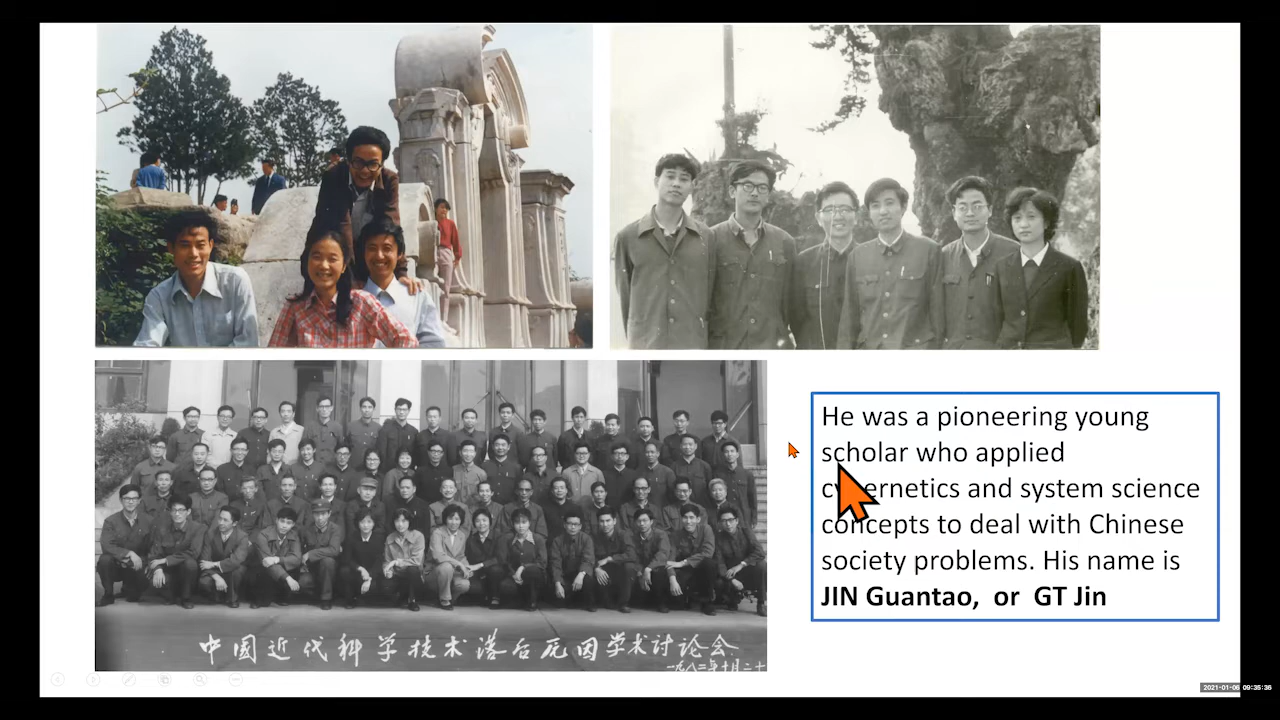 He was a pioneering young
scholar who applied
cybernetics and system science
concepts to deal with Chinese
society problems. His name is
JIN Guantao, or GT Jin
中国近代科学技术落后原因学术讨论会
一九八二年十月二十
2021-01-06 09:35:36